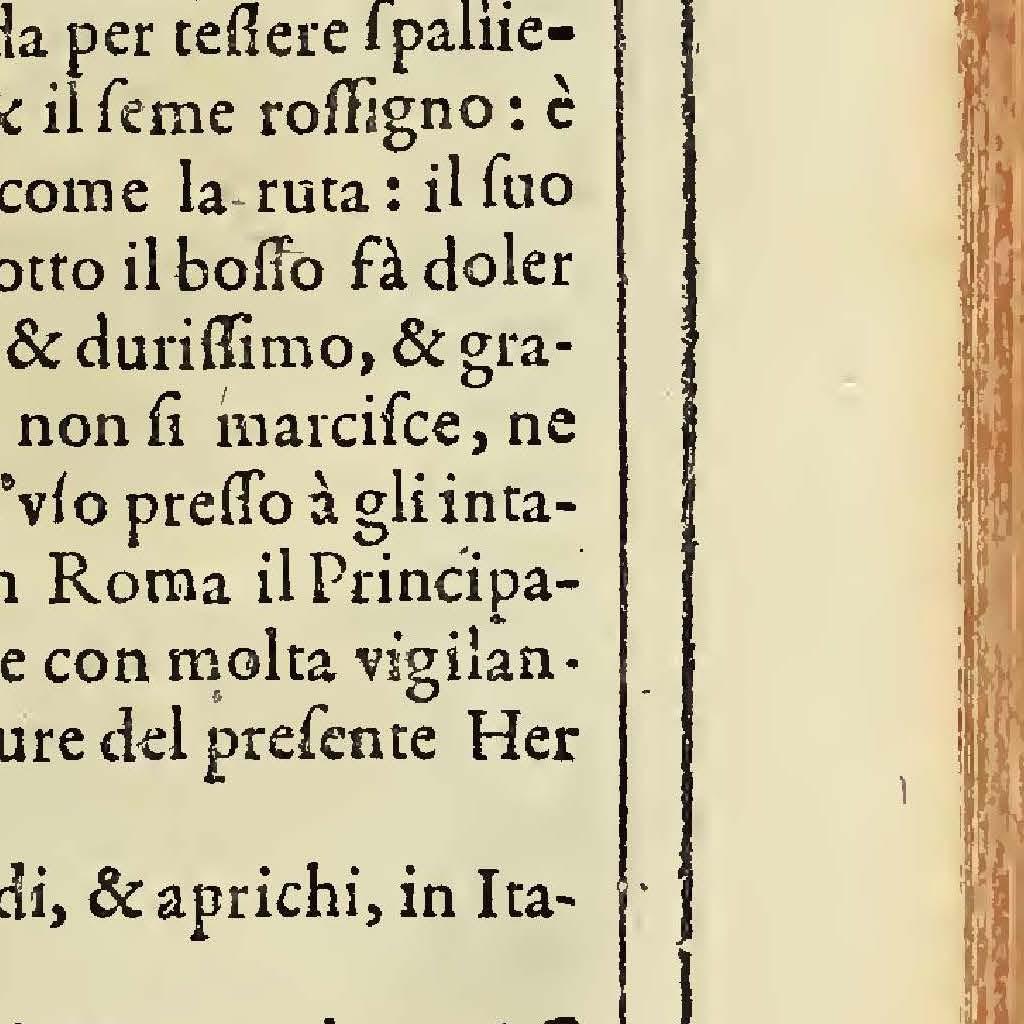 da per teſſere ſpallie-
& il ſeme roſſigno: è
come la ruta: il ſuo
otto il boſſo fà doler
& duriſſimo, & gra-
non ſi marciſce, ne
'vſo preſſo à gli inta-
n Roma il Principa-
e con molta vigilan-
ure del preſente Her
di, & aprichi, in Ita-